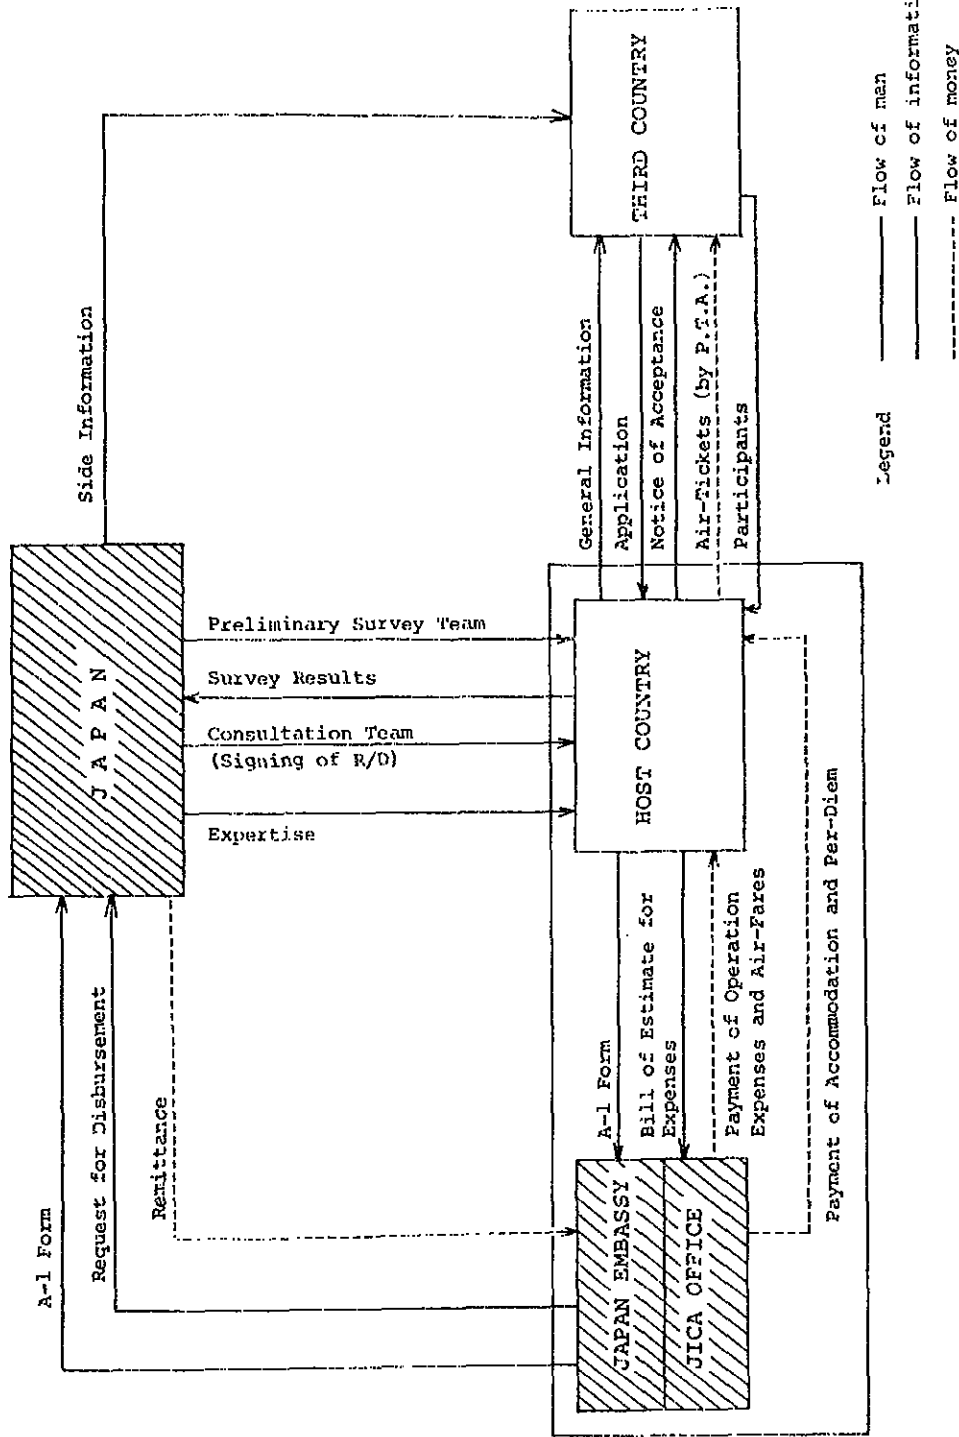 JAPAN
Side Information
A-1 Form
Request for Disbursement
Remittance
Preliminary Survey Team
Survey Results
Consultation Team
(Signing of R/D)
Expertise
THIRD COUNTRY
General Information
Application
Notice of Acceptance
Air-Tickets (by P.T.A.)
Participants
HOST COUNTRY
A-1 Form
Bill of Estimate for
Expenses
Payment of Operation
Expenses and Air-Fares
JAPAN EMBASSY
JICA OFFICE
Payment of Accommodation and Per-Diem
Legend
Flow of man
Flow of informati
Flow of money